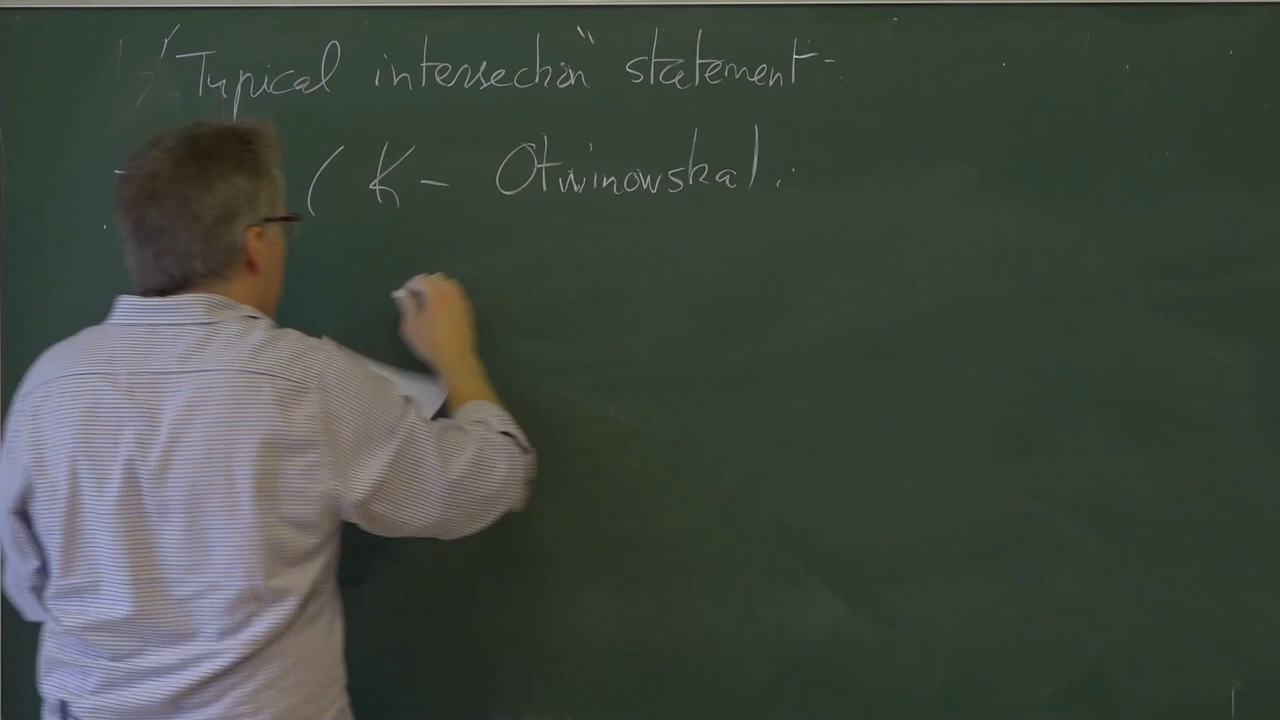 "Typical intersection" statement -
( K - Otwinowska) .